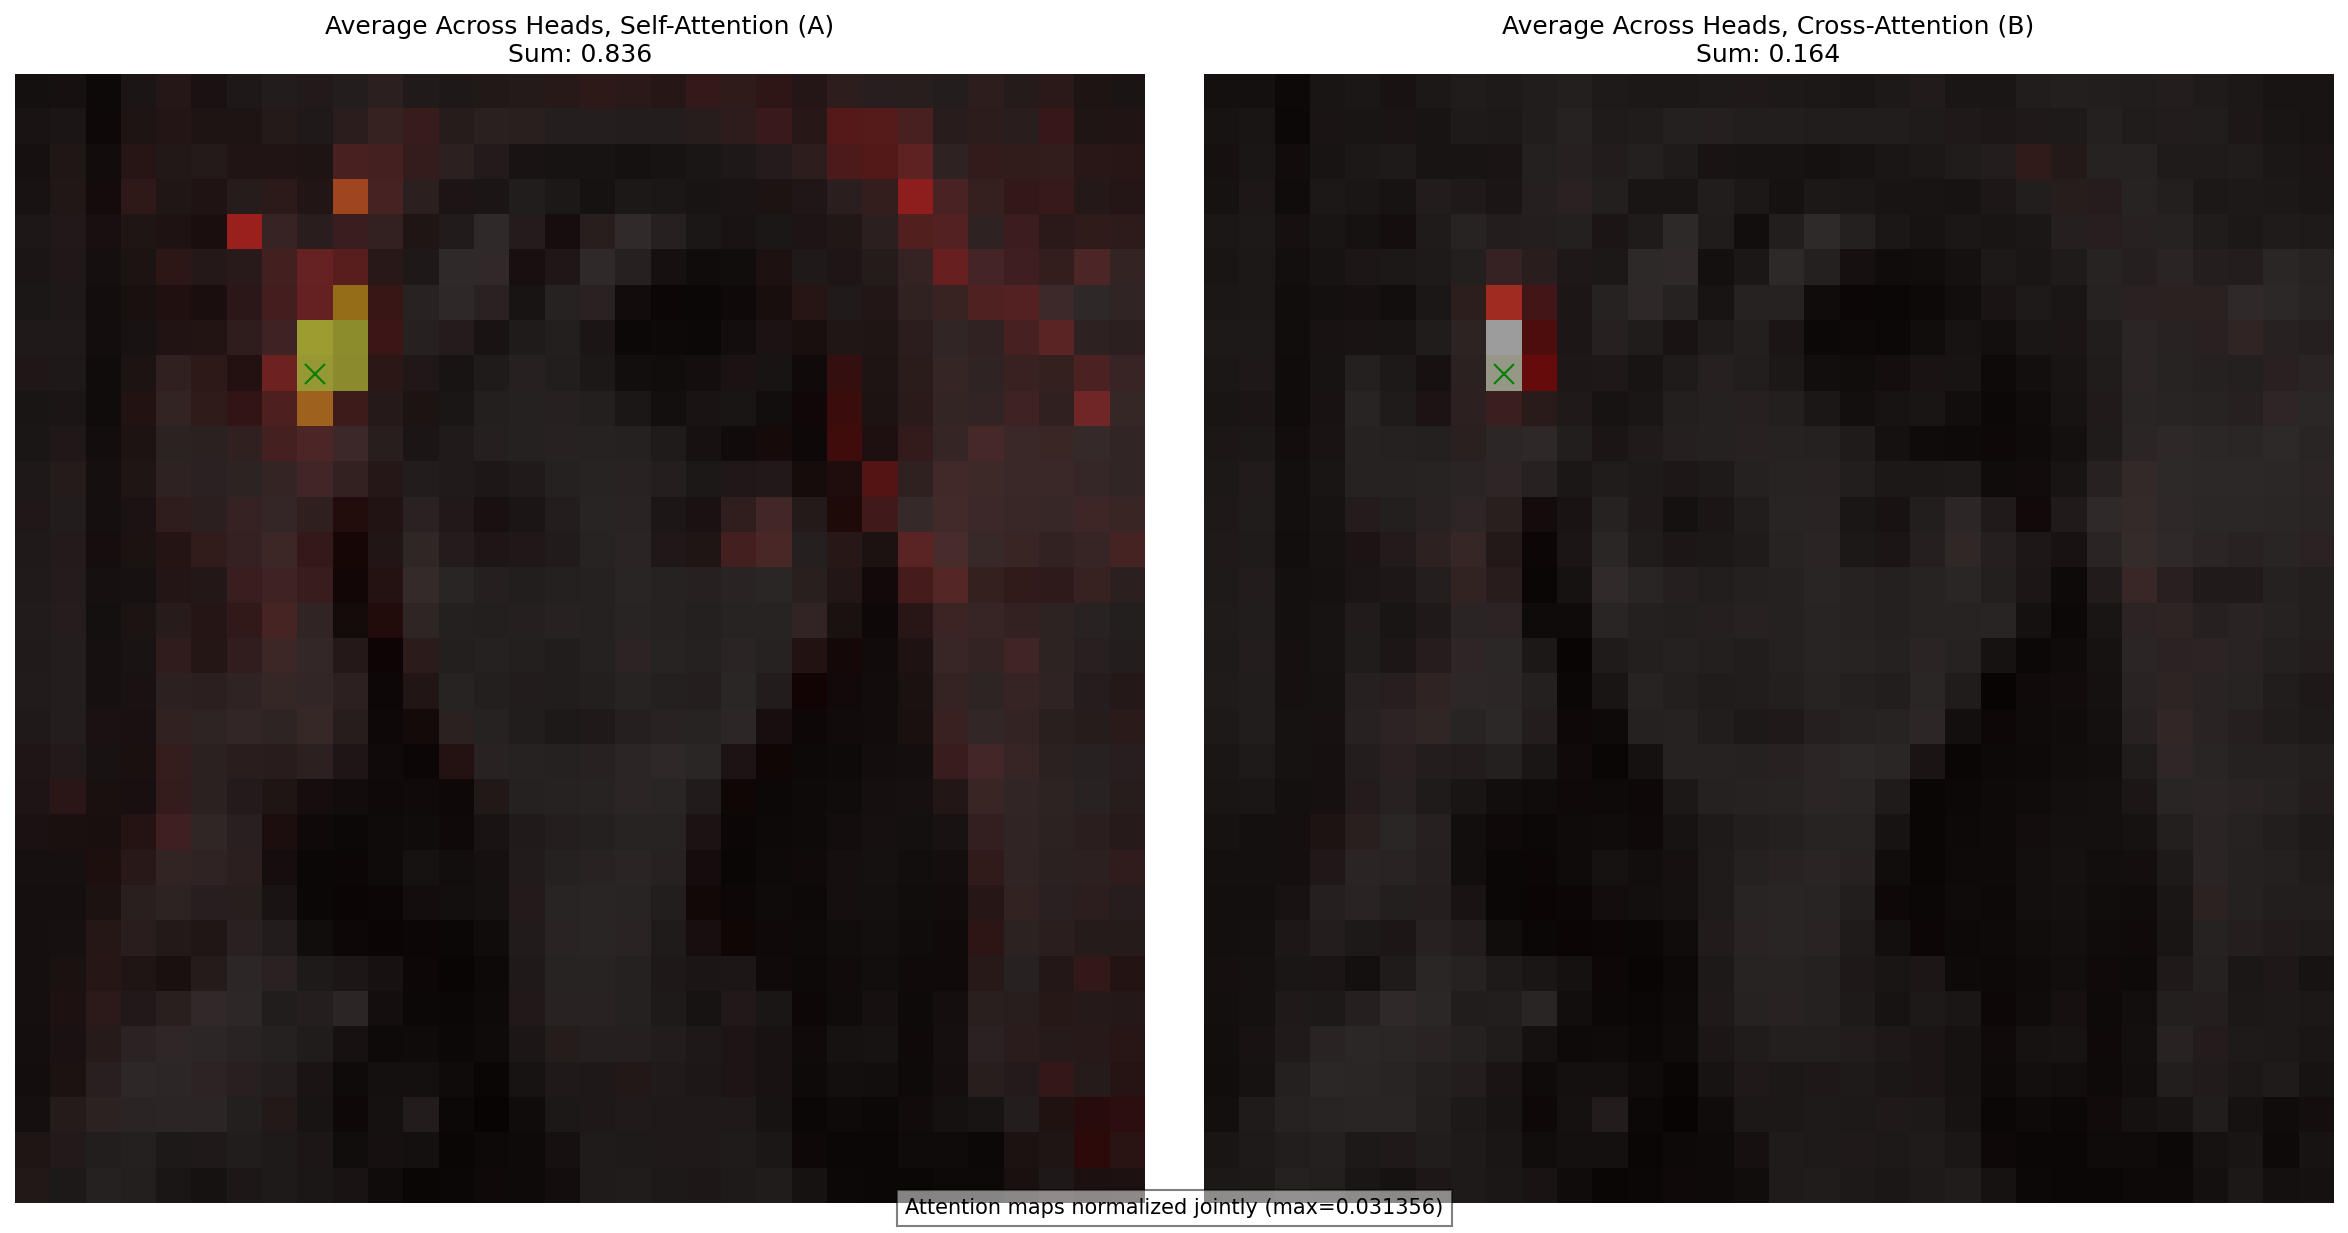 Average Across Heads, Self-Attention (A)
Sum: 0.836
Average Across Heads, Cross-Attention (B)
Sum: 0.164
Attention maps normalized jointly (max=0.031356)